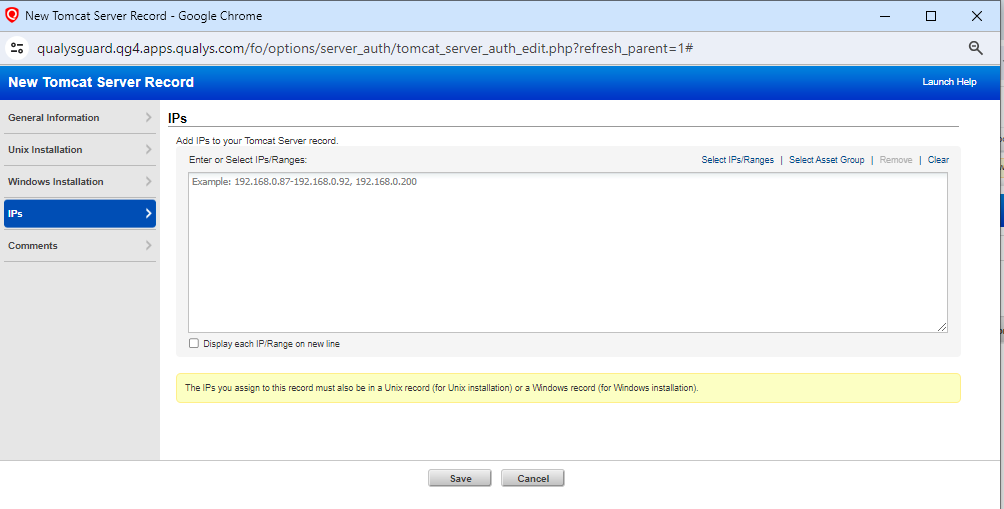 New Tomcat Server Record - Google Chrome
qualysguard.qg4.apps.qualys.com/fo/options/server_auth/tomcat_server_auth_edit.php?refresh_parent=1#
New Tomcat Server Record
Launch Help
General Information
Unix Installation
Windows Installation
IPs
Comments
IPs
Add IPs to your Tomcat Server record.
Enter or Select IPs/Ranges:
Select IPs/Ranges | Select Asset Group | Remove | Clear
Example: 192.168.0.87-192.168.0.92, 192.168.0.200
Display each IP/Range on new line
The IPs you assign to this record must also be in a Unix record (for Unix installation) or a Windows record (for Windows installation).
Save
Cancel